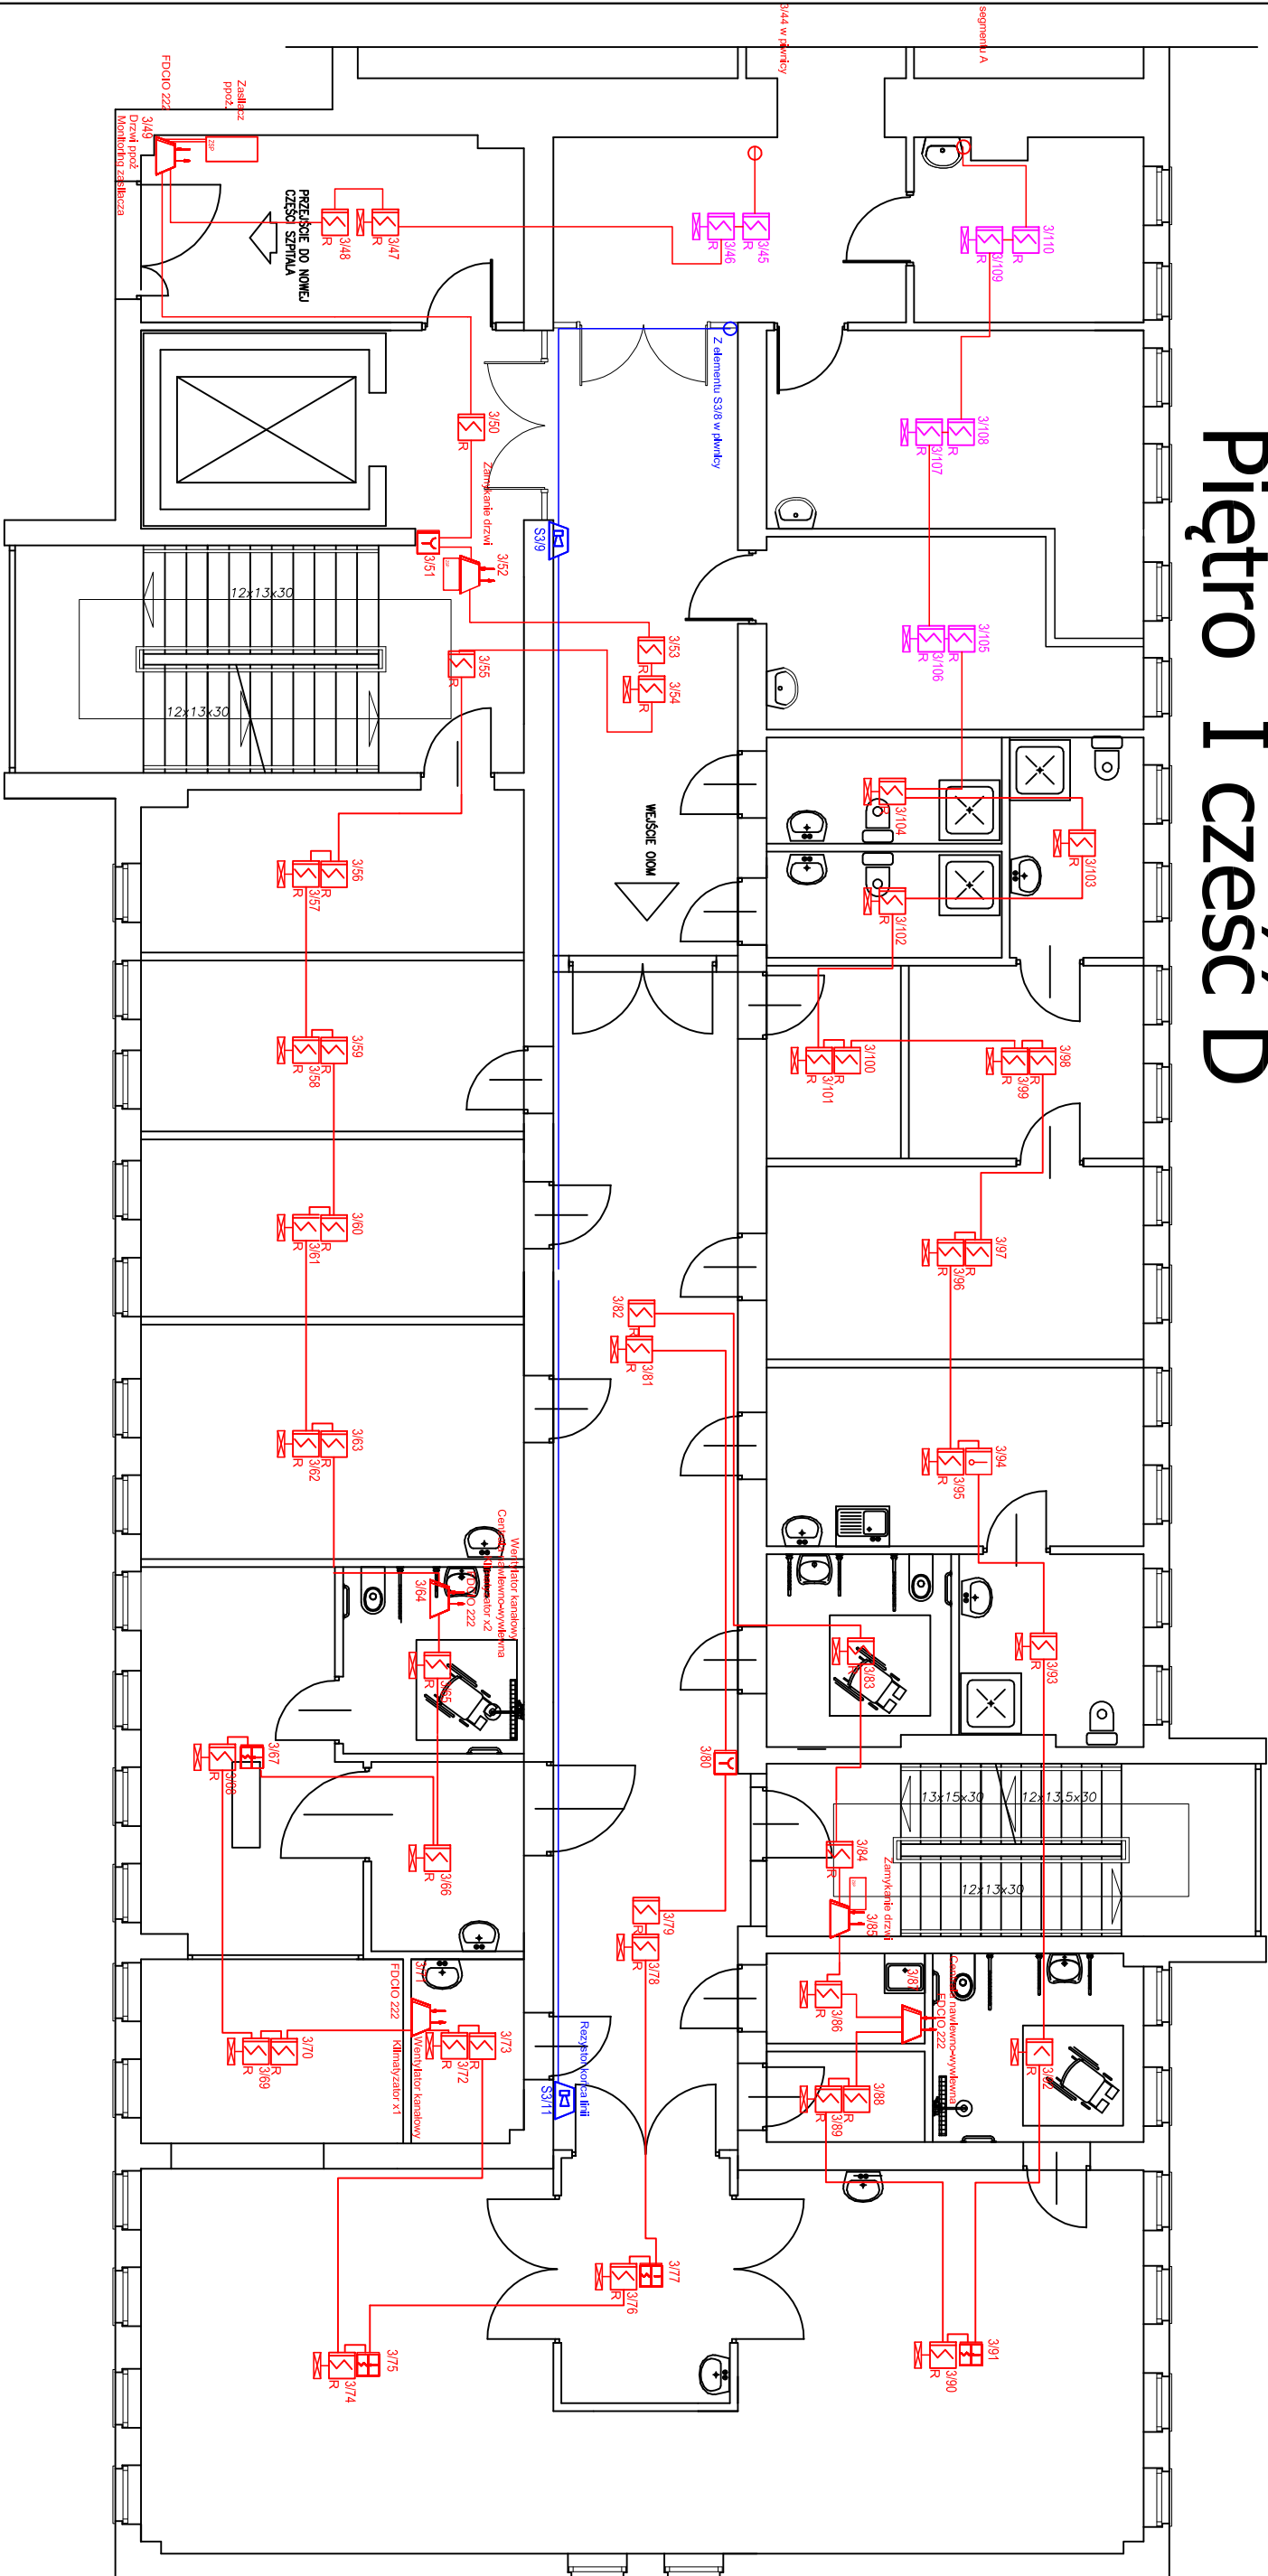 Piętro I cześć D
segmentu A
3/44 w piwnicy
FDCIO 222
Zasilacz
ppoż.
3/49
Drzwi ppoż
Monitoring zasilacza
ZSP
PRZEJŚCIE DO NOWEJ
CZĘŚCI SZPITALA
3/48
R
3/47
R
3/46
R
3/45
R
3/110
R
3/109
R
3/108
R
3/107
R
Z elementu S3/8 w piwnicy
3/50
R
Zamykanie drzwi
3/51
3/52
S3/9
3/53
R
3/54
R
3/55
R
3/105
R
3/106
R
12x13x30
12x13x30
3/104
R
3/103
R
3/102
R
WEJŚCIE OIOM
3/56
R
3/57
R
3/59
R
3/58
R
3/100
R
3/101
R
3/98
R
3/99
R
3/60
R
3/61
R
3/97
R
3/96
R
3/82
R
3/81
R
3/63
R
3/62
R
3/94
3/95
R
Wentylator kanałowy
Centrala nawiewno-wywiewna
Klimatyzator x2
FDCIO 222
3/64
3/65
R
3/83
R
3/93
R
3/67
3/68
R
3/66
R
3/80
13x15x30
12x13,5x30
12x13x30
3/84
R
Zamykanie drzwi
3/85
3/79
R
3/78
R
3/86
R
3/87
FDCIO 222
Centrala nawiewno-wywiewna
3/92
R
3/88
R
3/89
R
3/70
R
3/69
R
3/71
FDCIO 222
Wentylator kanałowy
Klimatyzator x1
3/73
R
3/72
R
Rezystor końca linii
S3/11
3/77
3/76
R
3/75
3/74
R
3/91
3/90
R